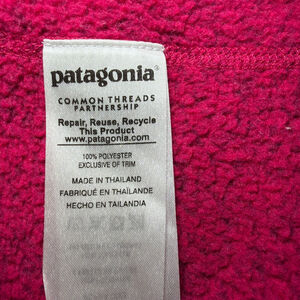 patagonia®
COMMON THREADS
PARTNERSHIP
Repair, Reuse, Recycle
This Product
www.patagonia.com
100% POLYESTER
EXCLUSIVE OF TRIM
MADE IN THAILAND
FABRIQUÉ EN THAÏLANDE
HECHO EN TAILANDIA